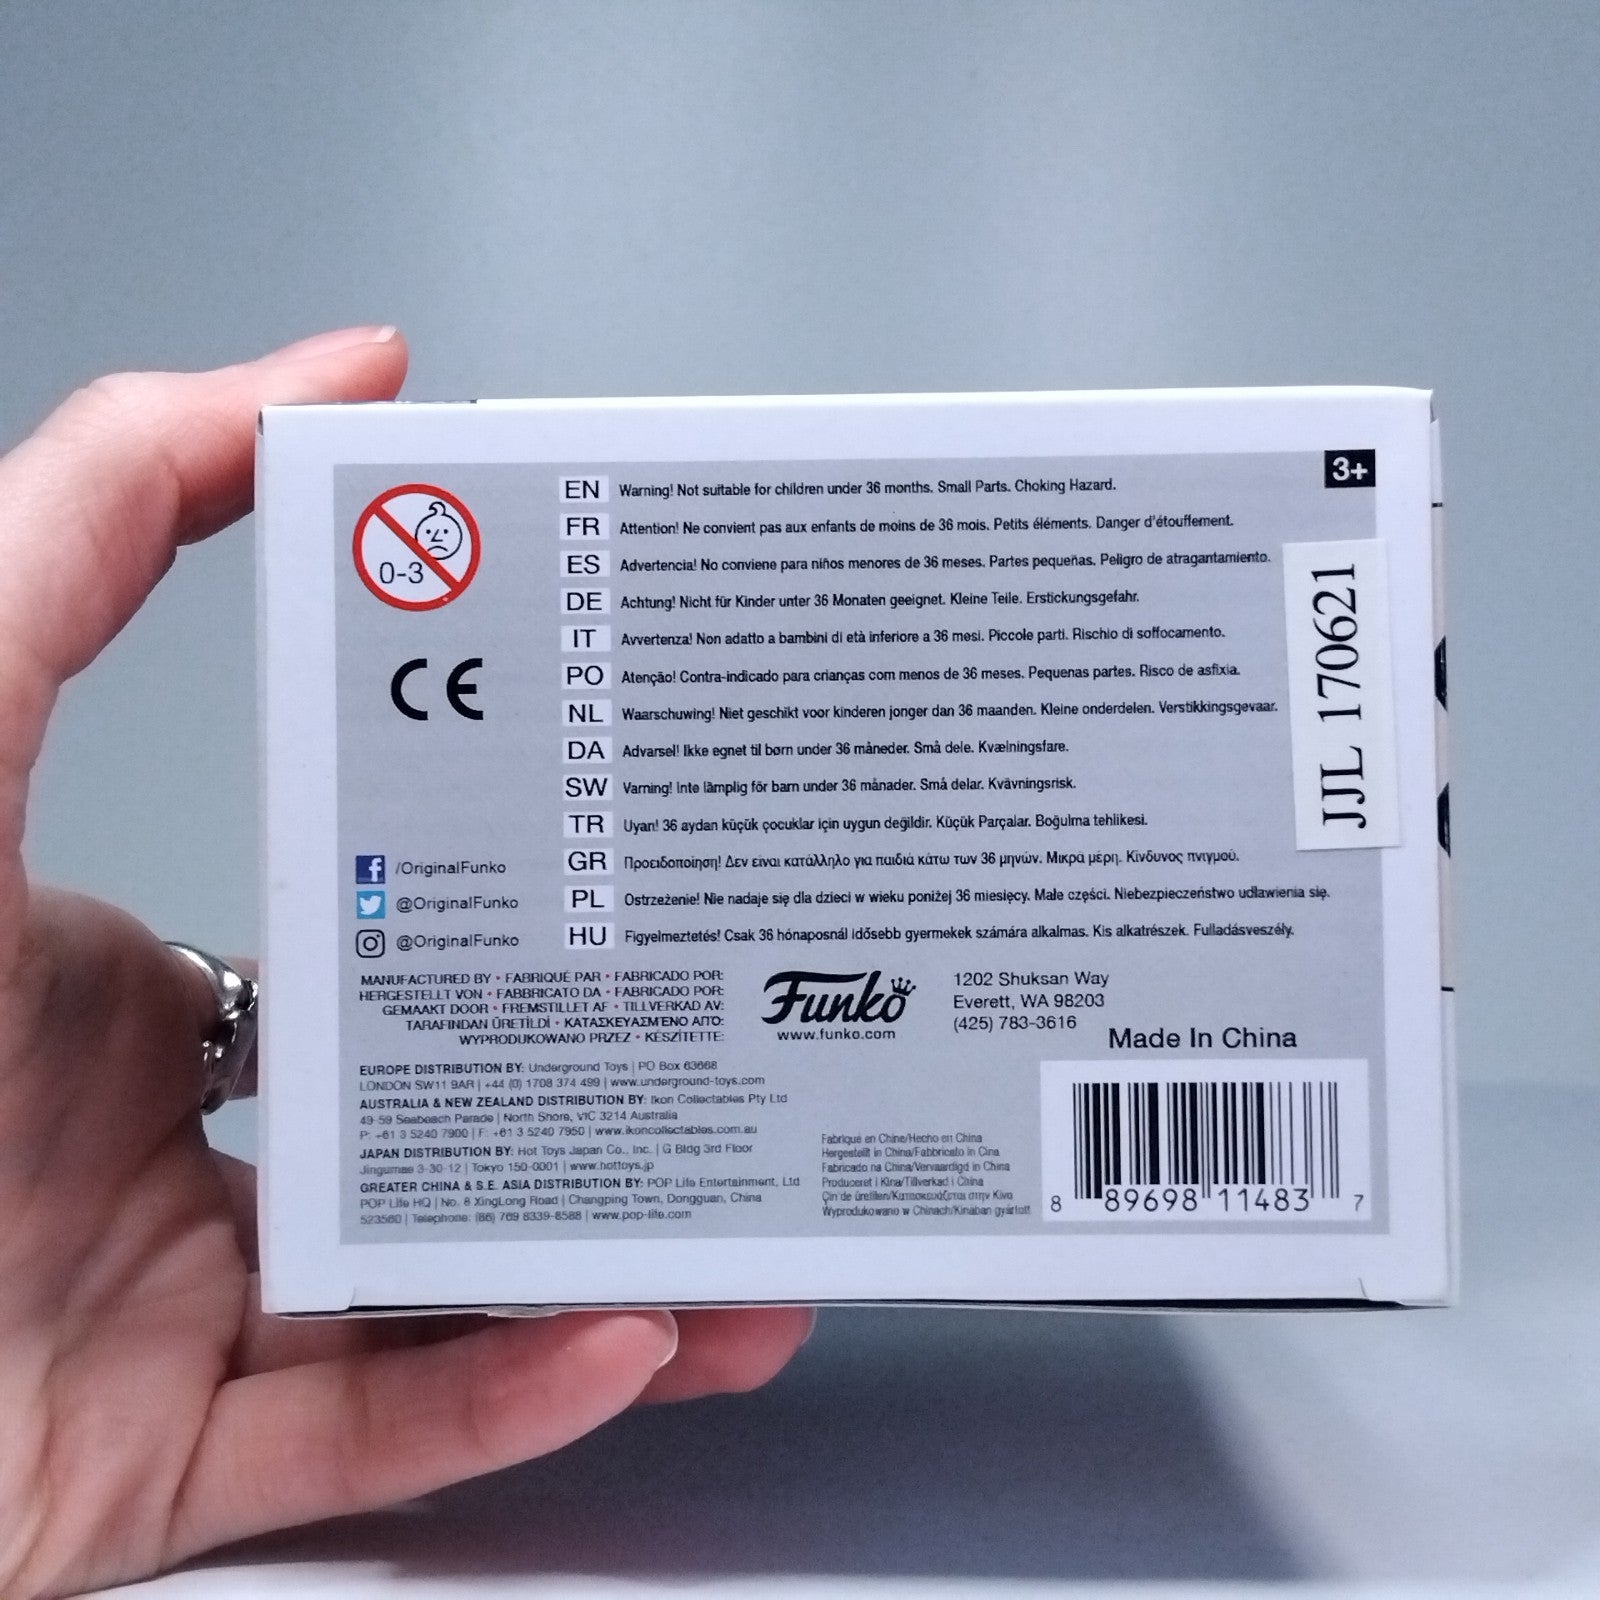 3+
0-3
CE
EN Warning! Not suitable for children under 36 months. Small Parts. Choking Hazard.
FR Attention! Ne convient pas aux enfants de moins de 36 mois. Petits éléments. Danger d'étouffement.
ES Advertencia! No conviene para niños menores de 36 meses. Partes pequeñas. Peligro de atragantamiento.
DE Achtung! Nicht für Kinder unter 36 Monaten geeignet. Kleine Teile. Erstickungsgefahr.
IT Avvertenza! Non adatto a bambini di età inferiore a 36 mesi. Piccole parti. Rischio di soffocamento.
PO Atenção! Contra-indicado para crianças com menos de 36 meses. Pequenas partes. Risco de asfixia.
NL Waarschuwing! Niet geschikt voor kinderen jonger dan 36 maanden. Kleine onderdelen. Verstikkingsgevaar.
DA Advarsel! Ikke egnet til børn under 36 måneder. Små dele. Kvælningsfare.
SW Varning! Inte lämplig för barn under 36 månader. Små delar. Kvävningsrisk.
TR Uyan! 36 aydan küçük çocuklar için uygun değildir. Küçük Parçalar. Boğulma tehlikesi.
GR Προειδοποίηση! Δεν είναι κατάλληλο για παιδιά κάτω των 36 μηνών. Μικρά μέρη. Κίνδυνος πνιγμού.
PL Ostrzeżenie! Nie nadaje się dla dzieci w wieku poniżej 36 miesięcy. Małe części. Niebezpieczeństwo udławienia się.
HU Figyelmeztetés! Csak 36 hónaposnál idősebb gyermekek számára alkalmas. Kis alkatrészek. Fulladásveszély.
JJL 170621
/OriginalFunko
@OriginalFunko
@OriginalFunko
MANUFACTURED BY • FABRIQUÉ PAR • FABRICADO POR:
HERGESTELLT VON • FABBRICATO DA • FABRICADO POR:
GEMAAKT DOOR • FREMSTILLET AF • TILLVERKAD AV:
TARAFINDAN ÜRETİLDİ • ΚΑΤΑΣΚΕΥΑΣΜΈΝΟ ΑΠΌ:
WYPRODUKOWANO PRZEZ • KÉSZÍTETTE:
Funko
www.funko.com
1202 Shuksan Way
Everett, WA 98203
(425) 783-3616
Made In China
EUROPE DISTRIBUTION BY: Underground Toys | PO Box 63668
LONDON SW11 9AR | +44 (0) 1708 374 499 | www.underground-toys.com
AUSTRALIA & NEW ZEALAND DISTRIBUTION BY: Ikon Collectables Pty Ltd
49-59 Seabeach Parade | North Shore, VIC 3214 Australia
P: +61 3 5240 7900 | F: +61 3 5240 7950 | www.ikoncollectables.com.au
JAPAN DISTRIBUTION BY: Hot Toys Japan Co., Inc. | G Bldg 3rd Floor
Jingumae 3-30-12 | Tokyo 150-0001 | www.hottoys.jp
GREATER CHINA & S.E. ASIA DISTRIBUTION BY: POP Life Entertainment, Ltd
POP Life HQ | No. 8 XingLong Road | Changping Town, Dongguan, China
523560 | Telephone: (86) 769 8339-8588 | www.pop-life.com
Fabriqué en Chine/Hecho en China
Hergestellt in China/Fabbricato in Cina
Fabricado na China/Vervaardigd in China
Produceret i Kina/Tillverkad i China
Çin'de üretilen/Κατασκευάζεται στην Κίνα
Wyprodukowano w Chinach/Kínában gyártott
8 89698 11483 7